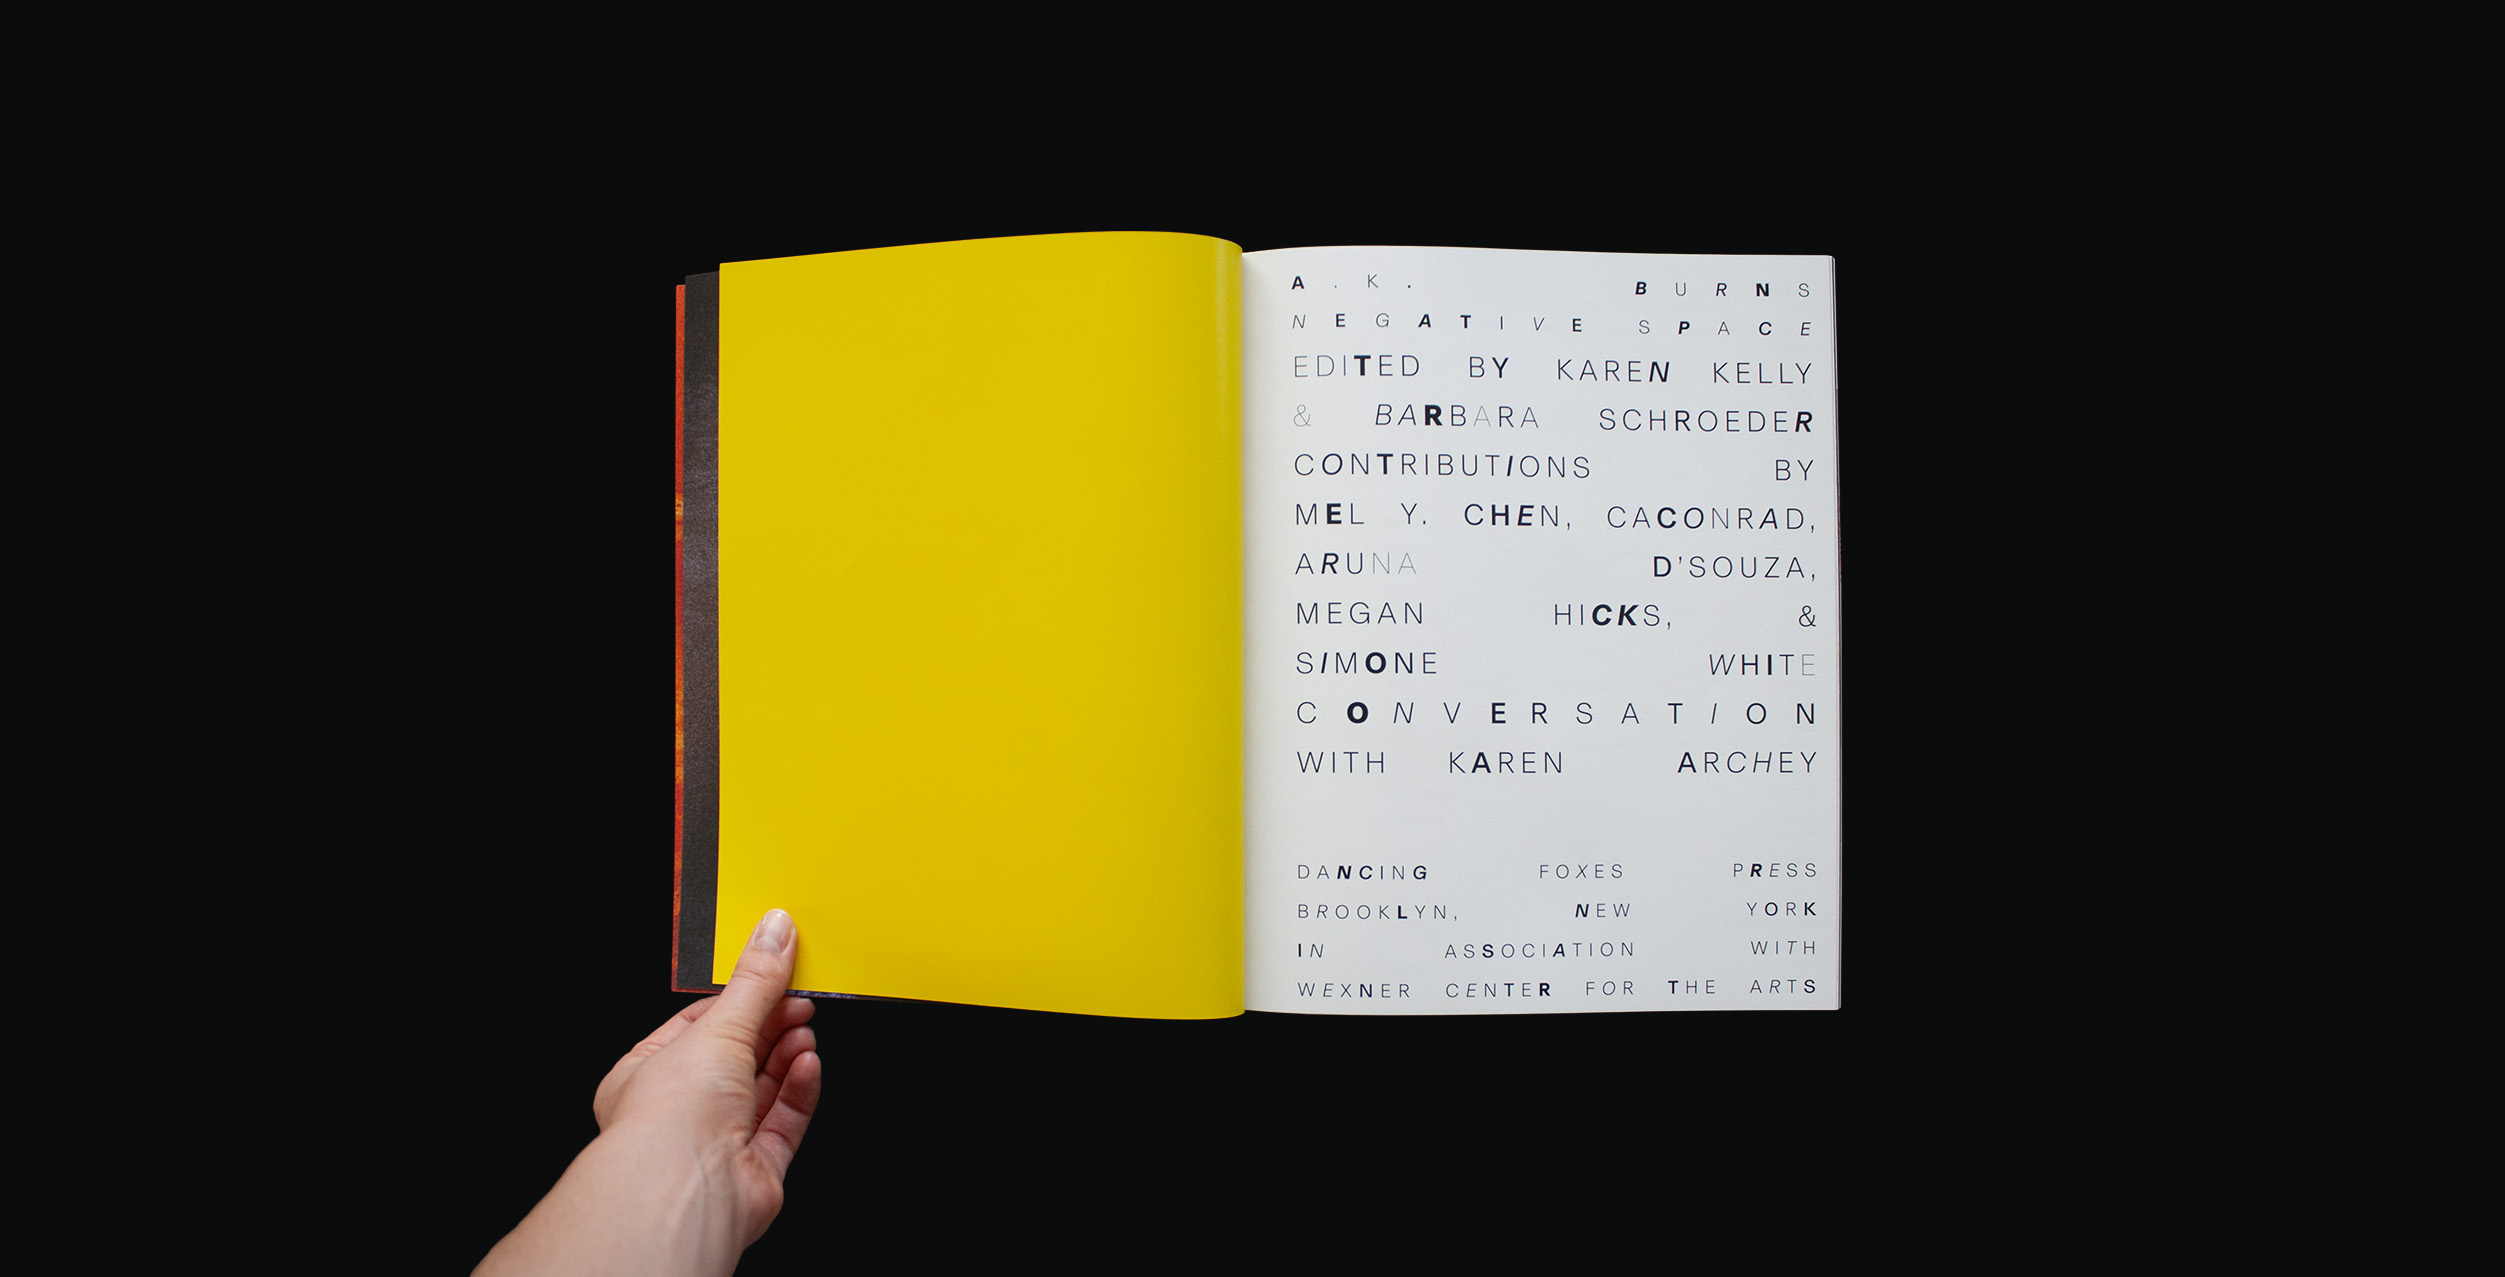 A.K. BURNS
NEGATIVE SPACE
EDITED BY KAREN KELLY
& BARBARA SCHROEDER
CONTRIBUTIONS BY
MEL Y. CHEN, CACONRAD,
ARUNA D'SOUZA,
MEGAN HICKS, &
SIMONE WHITE
CONVERSATION
WITH KAREN ARCHEY
DANCING FOXES PRESS
BROOKLYN, NEW YORK
IN ASSOCIATION WITH
WEXNER CENTER FOR THE ARTS